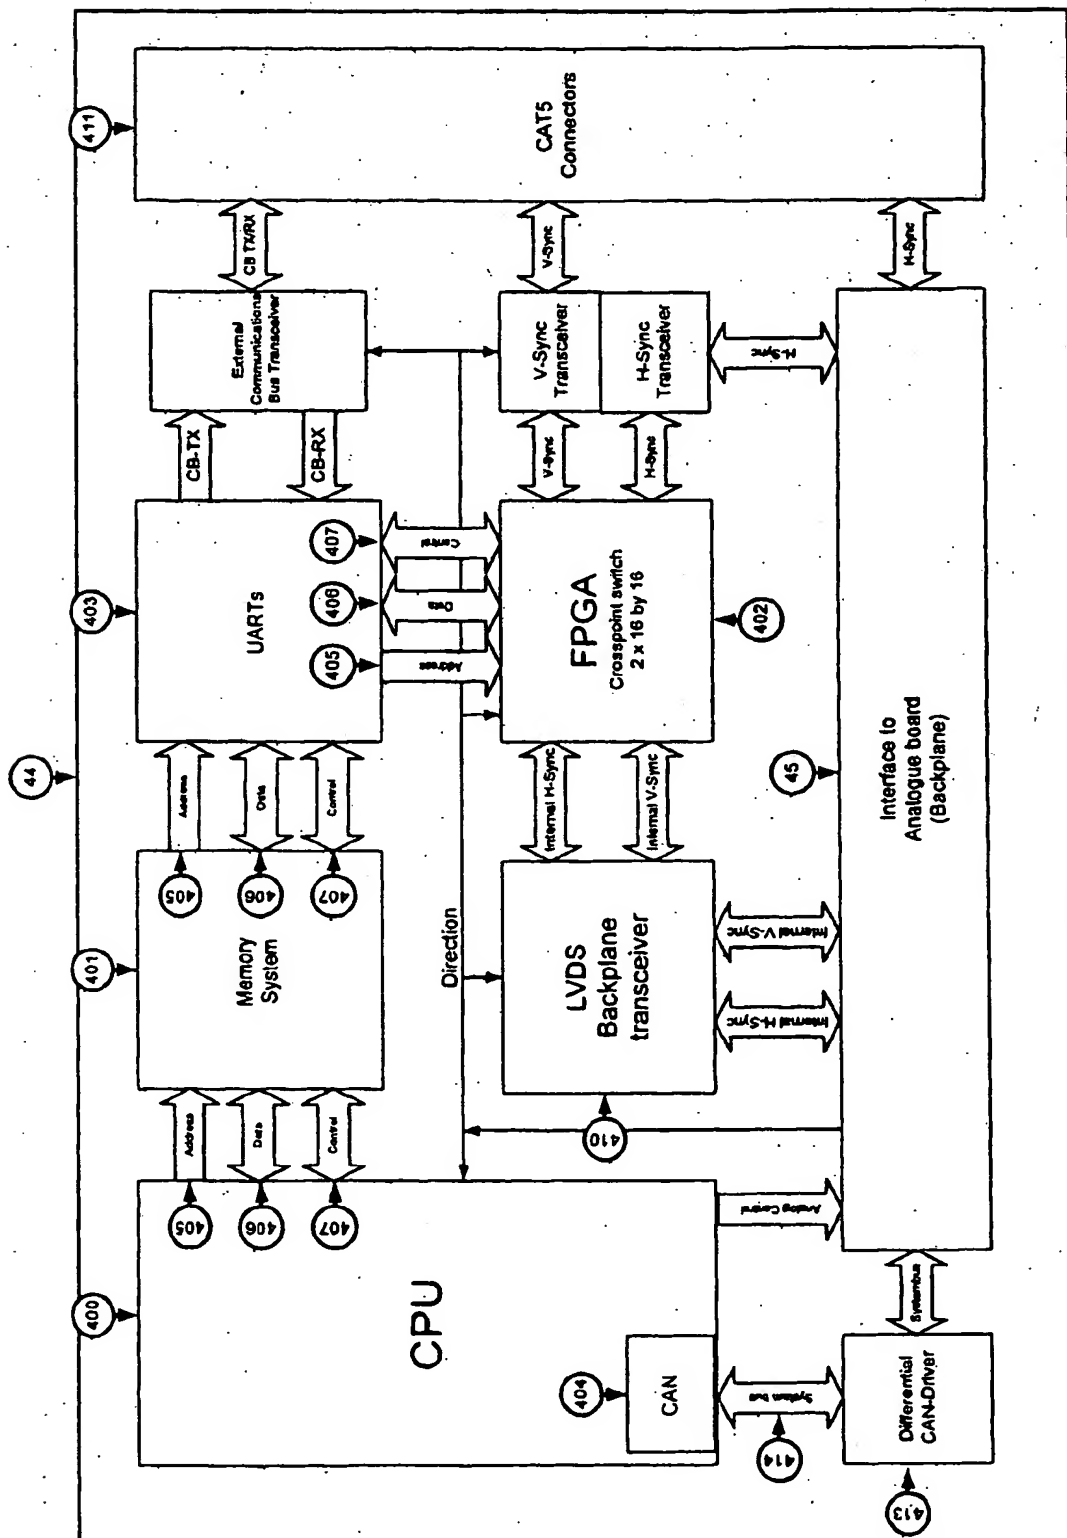 44
400
401
403
411
CPU
405
406
407
Address
Data
Control
Memory
System
405
406
407
Address
Data
Control
UARTs
405
406
407
CB-TX
CB-RX
External
Communications
Bus Transceiver
CB TX/RX
CAT5
Connectors
Direction
Address
Data
Control
404
CAN
410
LVDS
Backplane
transceiver
Internal H-Sync
Internal V-Sync
FPGA
Crosspoint switch
2 x 16 by 16
402
V-Sync
H-Sync
V-Sync
Transceiver
H-Sync
Transceiver
V-Sync
H-Sync
H-Sync
Analog Control
Internal H-Sync
Internal V-Sync
System bus
414
413
Differential
CAN-Driver
Systembus
45
Interface to
Analogue board
(Backplane)